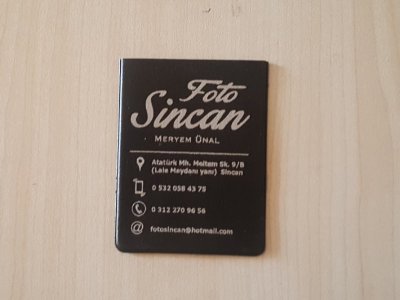 Foto
Sincan
MERYEM ÜNAL
Atatürk Mh. Meltem Sk. 9/B
(Lale Meydanı yanı) Sincan
0 532 058 43 75
0 312 270 96 56
@ fotosincan@hotmail.com